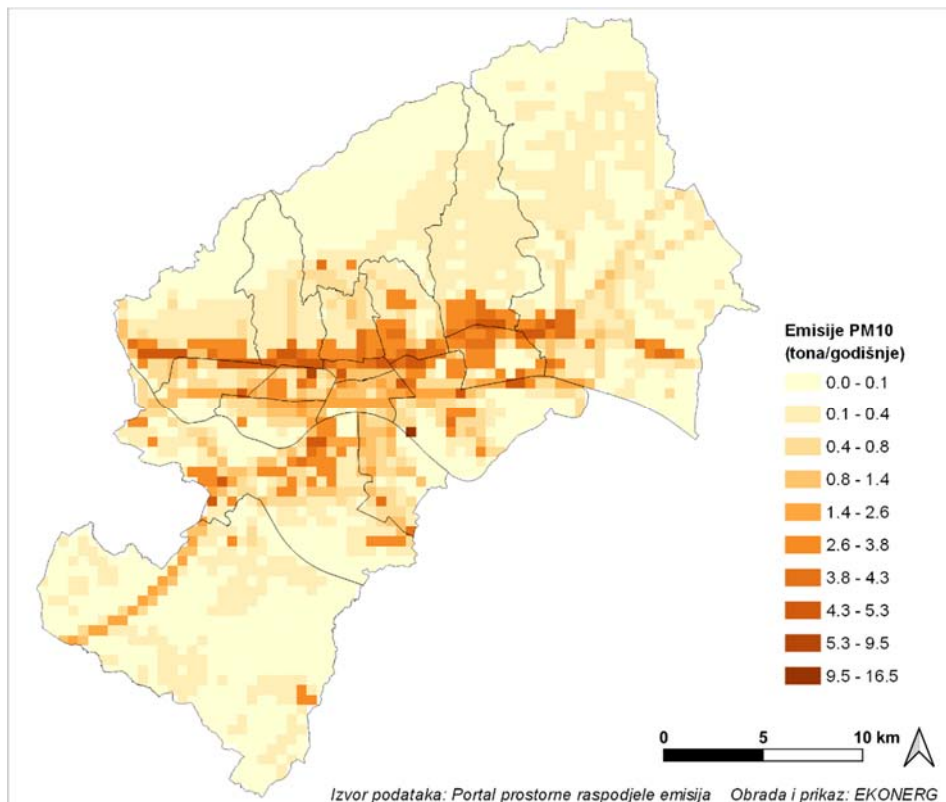 Emisije PM10
(tona/godišnje)
0.0 - 0.1
0.1 - 0.4
0.4 - 0.8
0.8 - 1.4
1.4 - 2.6
2.6 - 3.8
3.8 - 4.3
4.3 - 5.3
5.3 - 9.5
9.5 - 16.5
0 5 10 km
Izvor podataka: Portal prostorne raspodjele emisija Obrada i prikaz: EKONERG